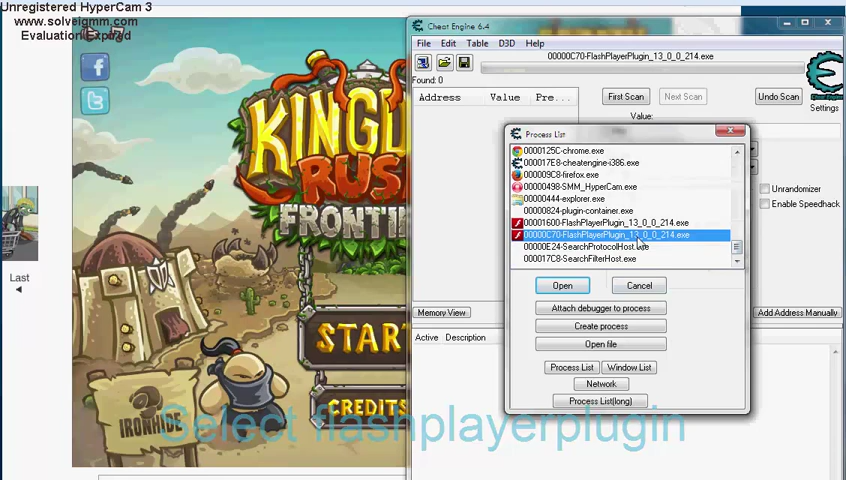 Unregistered HyperCam 3
www.solveigmm.com
Evaluation Expired
KINGD
RUS
FRONTI
START
CREDITS
IRONHIDE
Last
Cheat Engine 6.4
File Edit Table D3D Help
00000C70-FlashPlayerPlugin_13_0_0_214.exe
Found: 0
Address Value Pre...
First Scan Next Scan Undo Scan
Settings
Value:
Process List
0000125C-chrome.exe
000017E8-cheatengine-i386.exe
000009C8-firefox.exe
00000498-SMM_HyperCam.exe
00000444-explorer.exe
00000824-plugin-container.exe
00001600-FlashPlayerPlugin_13_0_0_214.exe
00000C70-FlashPlayerPlugin_13_0_0_214.exe
00000E24-SearchProtocolHost.exe
000017C8-SearchFilterHost.exe
Unrandomizer
Enable Speedhack
Open Cancel
Attach debugger to process
Create process
Open file
Process List Window List
Network
Process List(long)
Memory View
Add Address Manually
Active Description
Select flashplayerplugin